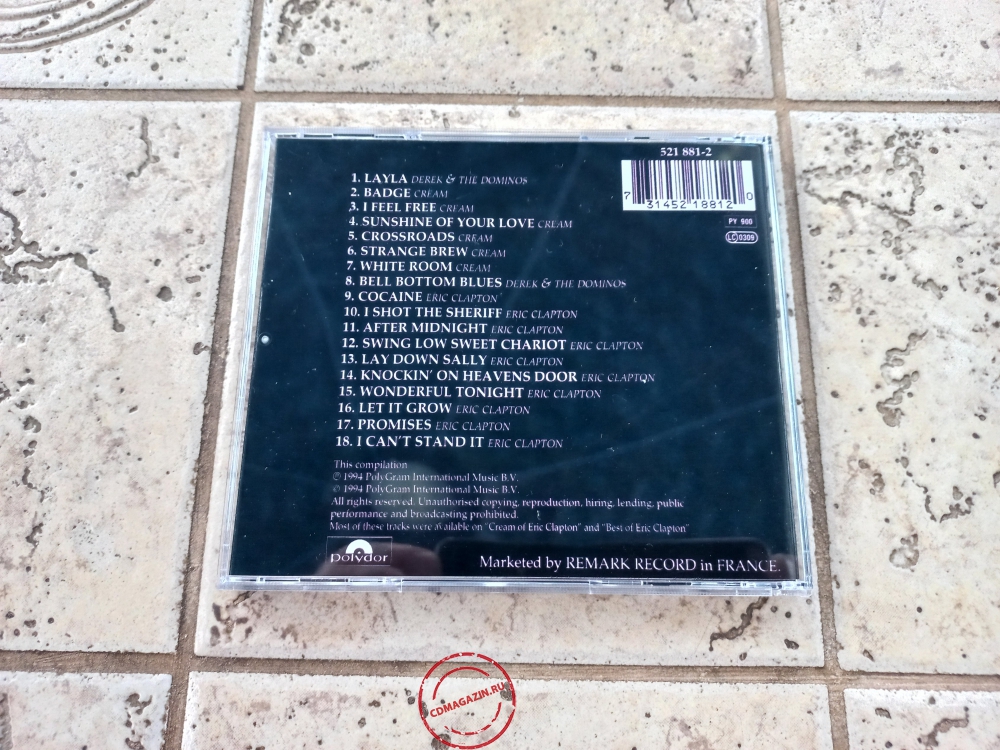 521 881-2
7 31452 18812 0
PY 900
LC 0309
1. LAYLA DEREK & THE DOMINOS
2. BADGE CREAM
3. I FEEL FREE CREAM
4. SUNSHINE OF YOUR LOVE CREAM
5. CROSSROADS CREAM
6. STRANGE BREW CREAM
7. WHITE ROOM CREAM
8. BELL BOTTOM BLUES DEREK & THE DOMINOS
9. COCAINE ERIC CLAPTON
10. I SHOT THE SHERIFF ERIC CLAPTON
11. AFTER MIDNIGHT ERIC CLAPTON
12. SWING LOW SWEET CHARIOT ERIC CLAPTON
13. LAY DOWN SALLY ERIC CLAPTON
14. KNOCKIN' ON HEAVENS DOOR ERIC CLAPTON
15. WONDERFUL TONIGHT ERIC CLAPTON
16. LET IT GROW ERIC CLAPTON
17. PROMISES ERIC CLAPTON
18. I CAN'T STAND IT ERIC CLAPTON
This compilation
℗ 1994 PolyGram International Music B.V.
© 1994 PolyGram International Music B.V.
All rights reserved. Unauthorised copying, reproduction, hiring, lending, public
performance and broadcasting prohibited.
Most of these tracks were available on "Cream of Eric Clapton" and "Best of Eric Clapton"
polydor
Marketed by REMARK RECORD in FRANCE.
CDMAGAZIN.RU